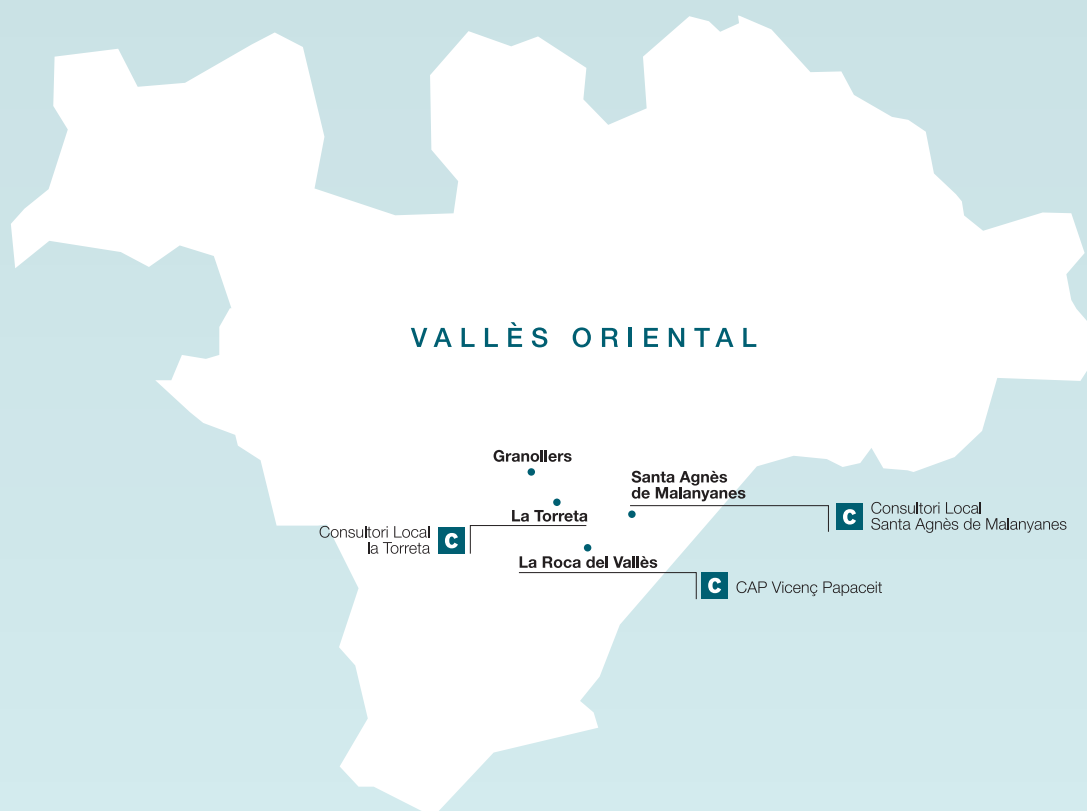 VALLÈS ORIENTAL
Granollers
Santa Agnès
de Malanyanes
La Torreta
Consultori Local
la Torreta
C
C
Consultori Local
Santa Agnès de Malanyanes
La Roca del Vallès
C
CAP Vicenç Papaceit